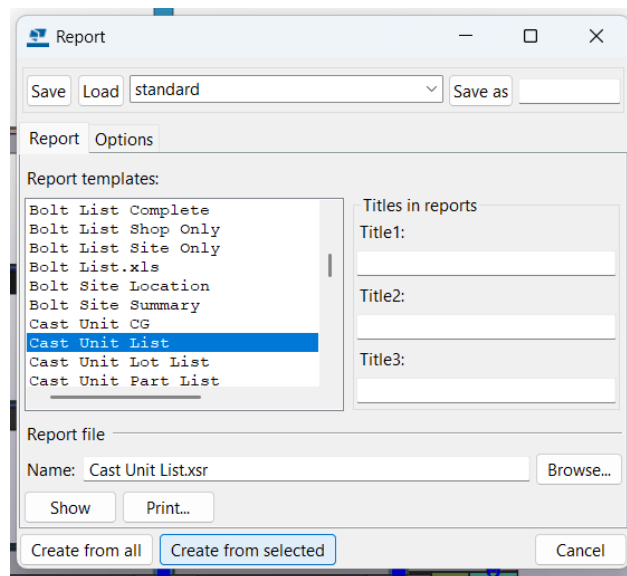 Report
Save Load standard Save as
Report Options
Report templates:
Bolt List Complete
Bolt List Shop Only
Bolt List Site Only
Bolt List.xls
Bolt Site Location
Bolt Site Summary
Cast Unit CG
Cast Unit List
Cast Unit Lot List
Cast Unit Part List
Titles in reports
Title1:
Title2:
Title3:
Report file
Name: Cast Unit List.xsr Browse...
Show Print...
Create from all Create from selected Cancel